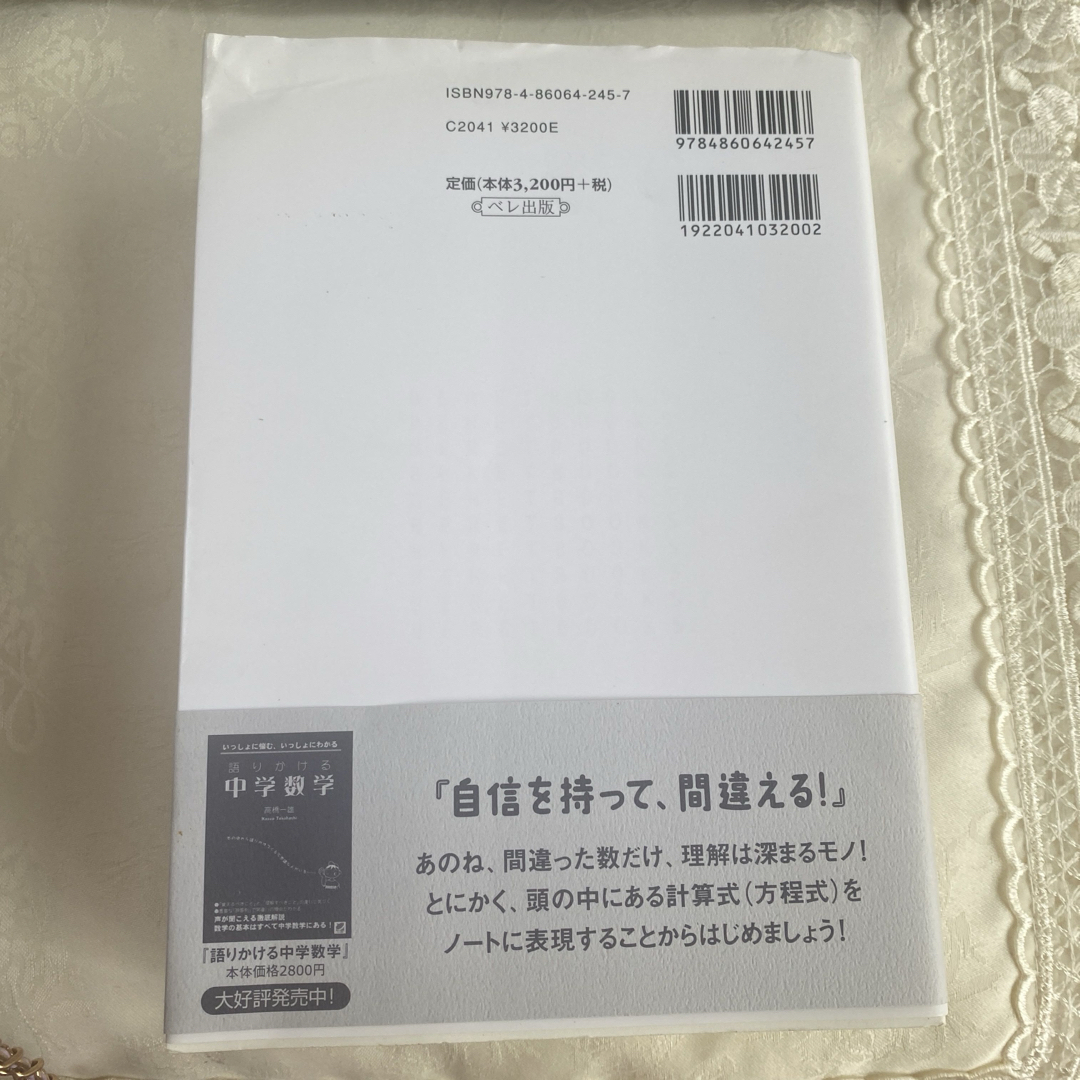 ISBN978-4-86064-245-7
C2041 ¥3200E
9784860642457
定価(本体3,200円+税)
ベレ出版
1922041032002
いっしょに悩む、いっしょにわかる
語りかける
中学数学
高橋一雄
声が聞こえる徹底解説
数学の基本はすべて中学数学にある!
『語りかける中学数学』
本体価格2800円
大好評発売中!
『自信を持って、間違える!』
あのね、間違った数だけ、理解は深まるモノ!
とにかく、頭の中にある計算式(方程式)を
ノートに表現することからはじめましょう!